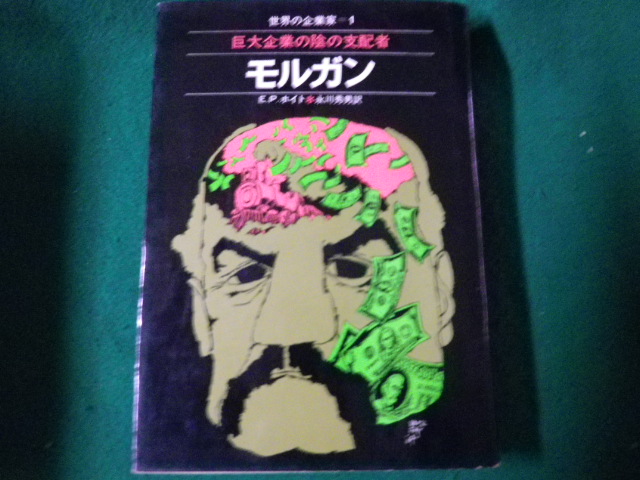 世界の企業家—1
巨大企業の陰の支配者
モルガン
E.P.ホイト＊永川秀男訳